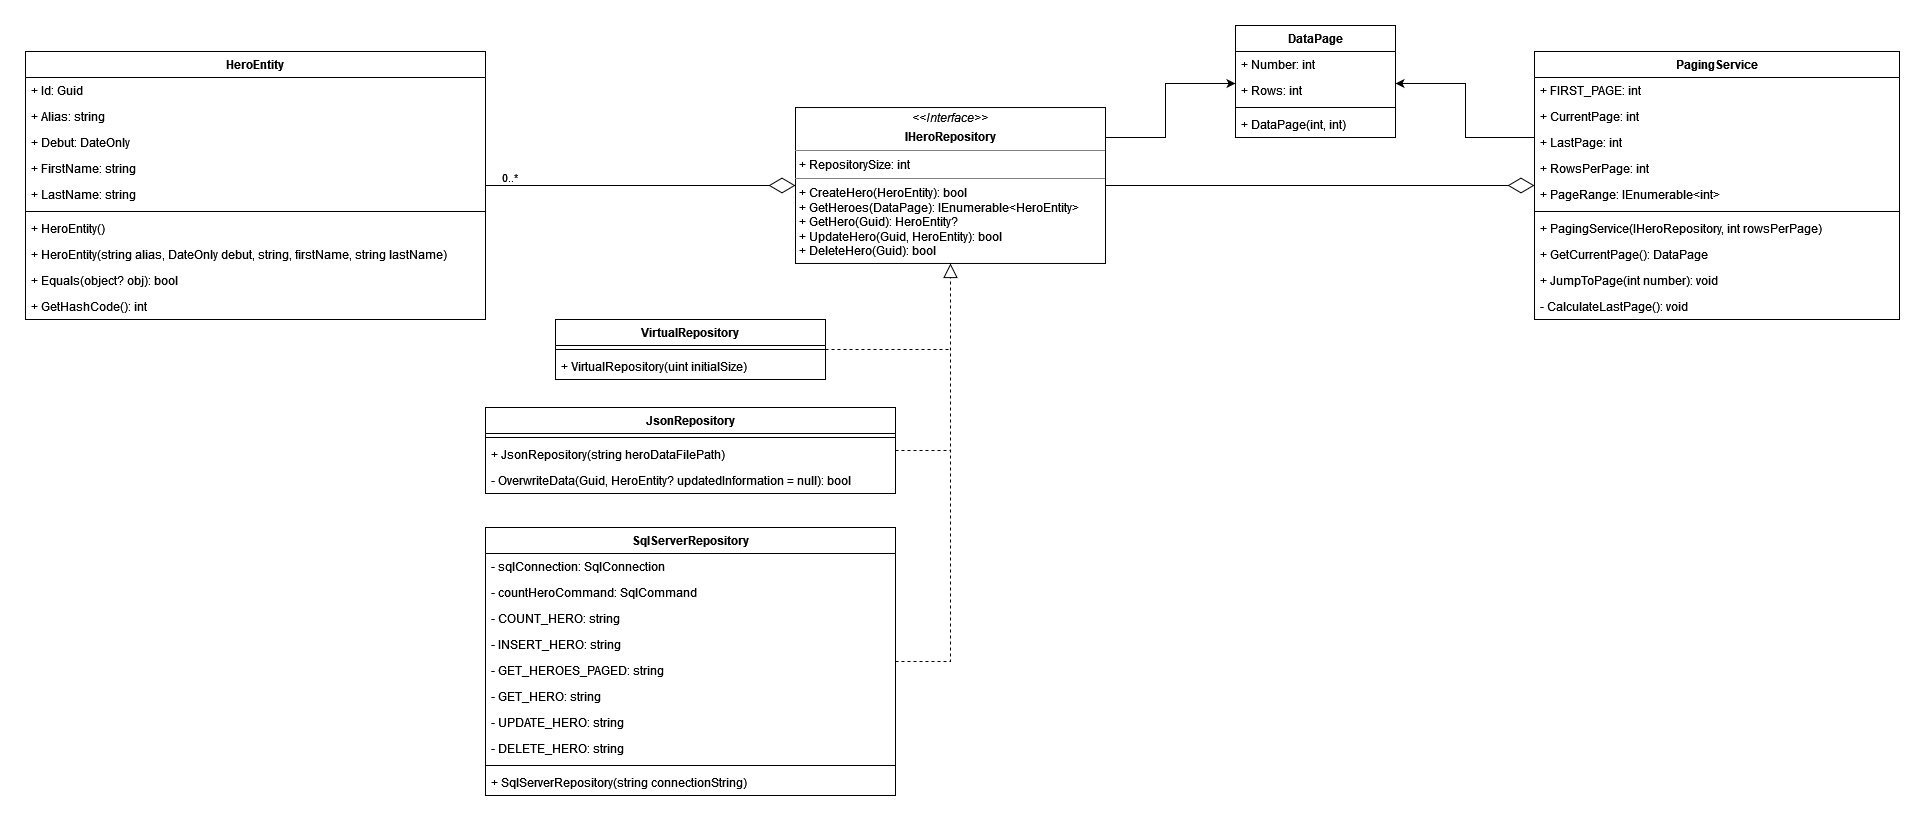 HeroEntity
+ Id: Guid
+ Alias: string
+ Debut: DateOnly
+ FirstName: string
+ LastName: string
+ HeroEntity()
+ HeroEntity(string alias, DateOnly debut, string, firstName, string lastName)
+ Equals(object? obj): bool
+ GetHashCode(): int
0..*
<<Interface>>
IHeroRepository
+ RepositorySize: int
+ CreateHero(HeroEntity): bool
+ GetHeroes(DataPage): IEnumerable<HeroEntity>
+ GetHero(Guid): HeroEntity?
+ UpdateHero(Guid, HeroEntity): bool
+ DeleteHero(Guid): bool
DataPage
+ Number: int
+ Rows: int
+ DataPage(int, int)
PagingService
+ FIRST_PAGE: int
+ CurrentPage: int
+ LastPage: int
+ RowsPerPage: int
+ PageRange: IEnumerable<int>
+ PagingService(IHeroRepository, int rowsPerPage)
+ GetCurrentPage(): DataPage
+ JumpToPage(int number): void
- CalculateLastPage(): void
VirtualRepository
+ VirtualRepository(uint initialSize)
JsonRepository
+ JsonRepository(string heroDataFilePath)
- OverwriteData(Guid, HeroEntity? updatedInformation = null): bool
SqlServerRepository
- sqlConnection: SqlConnection
- countHeroCommand: SqlCommand
- COUNT_HERO: string
- INSERT_HERO: string
- GET_HEROES_PAGED: string
- GET_HERO: string
- UPDATE_HERO: string
- DELETE_HERO: string
+ SqlServerRepository(string connectionString)